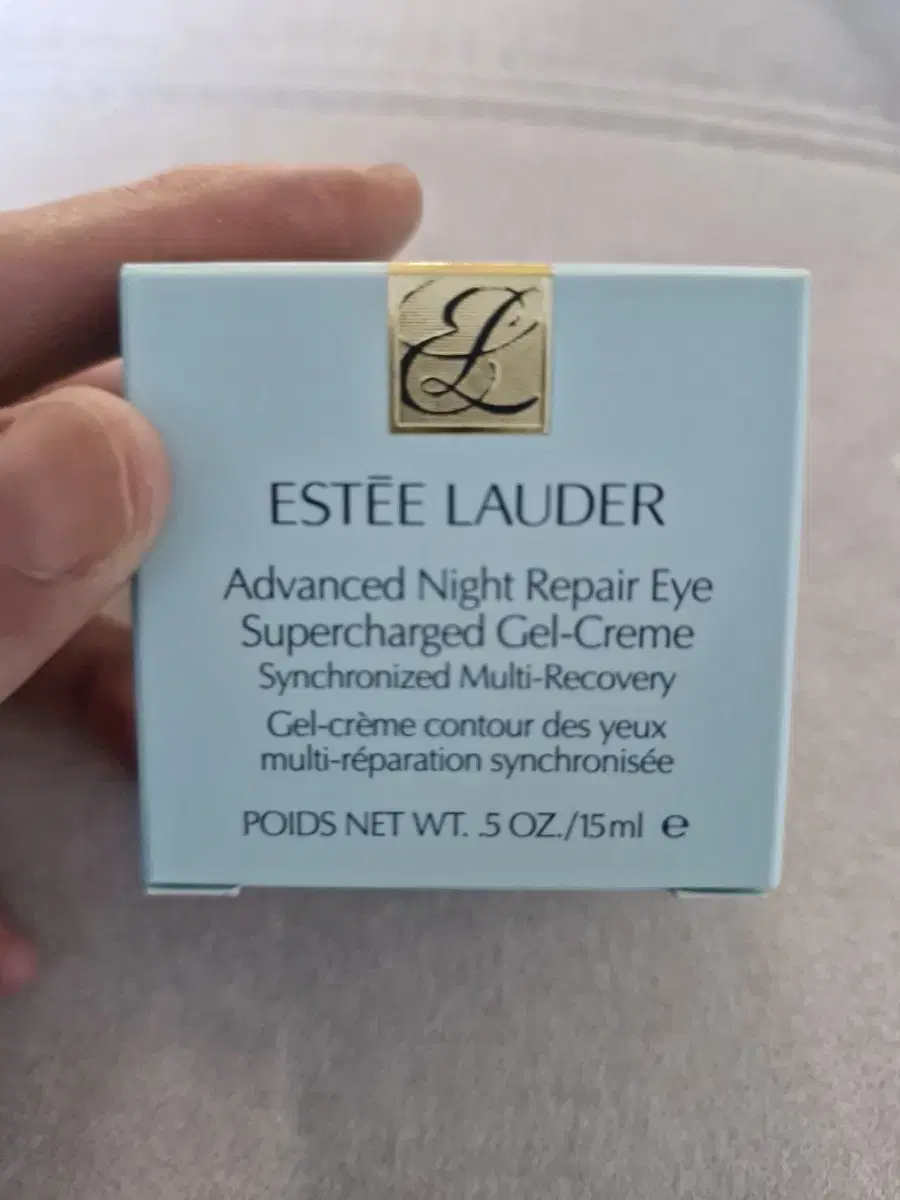 EL
ESTĒE LAUDER
Advanced Night Repair Eye
Supercharged Gel-Creme
Synchronized Multi-Recovery
Gel-crème contour des yeux
multi-réparation synchronisée
POIDS NET WT. .5 OZ./15ml ℮